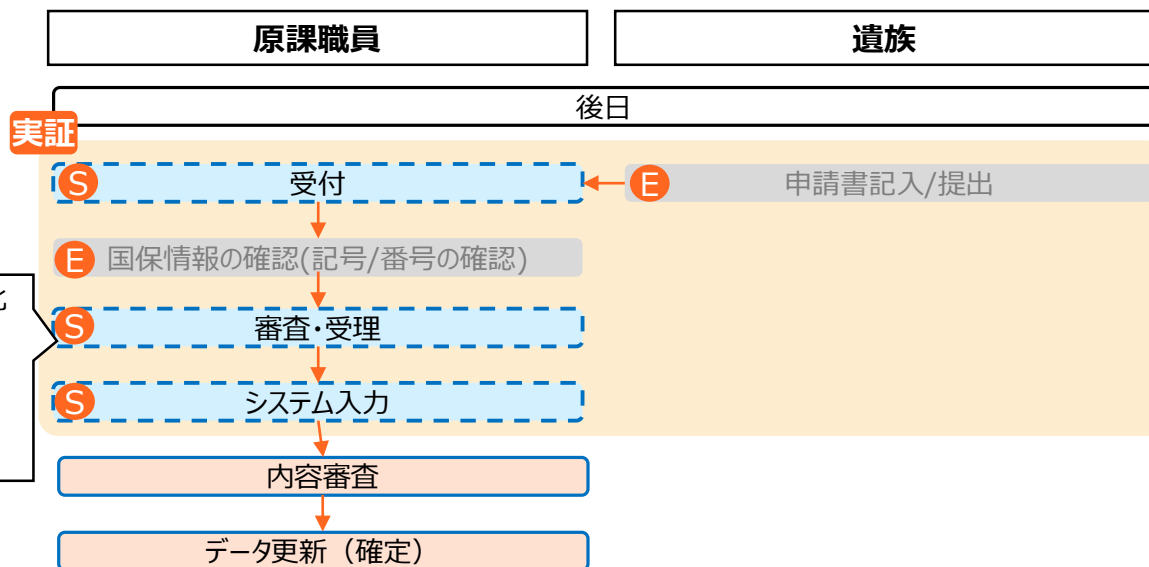 原課職員
遺族
後日
実証
S 受付
E 申請書記入/提出
E 国保情報の確認(記号/番号の確認)
S 審査・受理
S システム入力
内容審査
データ更新（確定）